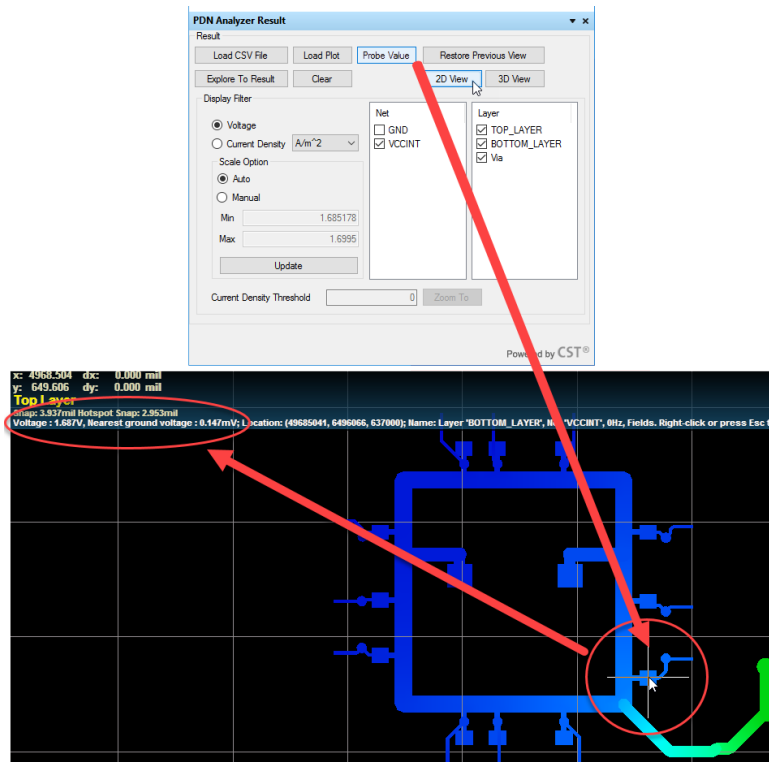 PDN Analyzer Result
Result
Load CSV File Load Plot Probe Value Restore Previous View
Explore To Result Clear 2D View 3D View
Display Filter
Voltage
Current Density A/m^2
Scale Option
Auto
Manual
Min 1.685178
Max 1.6995
Update
Net
GND
VCCINT
Layer
TOP_LAYER
BOTTOM_LAYER
Via
Current Density Threshold 0 Zoom To
Powered by CST®
x: 4968.504 dx: 0.000 mil
y: 649.606 dy: 0.000 mil
Top Layer
Snap: 3.937mil Hotspot Snap: 2.953mil
Voltage : 1.687V, Nearest ground voltage : 0.147mV; Location: (49685041, 6496066, 637000); Name: Layer 'BOTTOM_LAYER', 'VCCINT', 0Hz, Fields. Right-click or press Esc